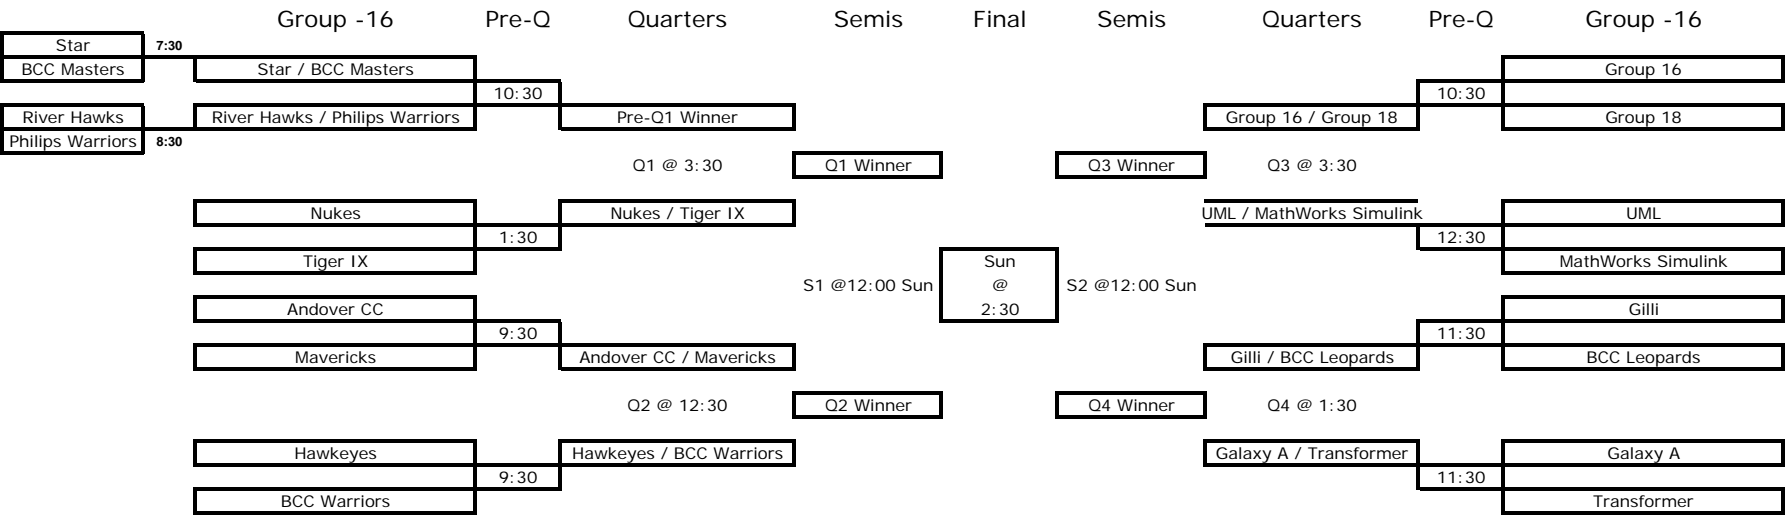 Group -16 Pre-Q Quarters Semis Final Semis Quarters Pre-Q Group -16
Star 7:30
BCC Masters Star / BCC Masters Group 16
10:30 10:30
River Hawks River Hawks / Philips Warriors Pre-Q1 Winner Group 16 / Group 18 Group 18
Philips Warriors 8:30
Q1 @ 3:30 Q1 Winner Q3 Winner Q3 @ 3:30
Nukes Nukes / Tiger IX UML / MathWorks Simulink UML
1:30 12:30
Tiger IX Sun MathWorks Simulink
S1 @12:00 Sun @ S2 @12:00 Sun
Andover CC 2:30 Gilli
9:30 11:30
Mavericks Andover CC / Mavericks Gilli / BCC Leopards BCC Leopards
Q2 @ 12:30 Q2 Winner Q4 Winner Q4 @ 1:30
Hawkeyes Hawkeyes / BCC Warriors Galaxy A / Transformer Galaxy A
9:30 11:30
BCC Warriors Transformer